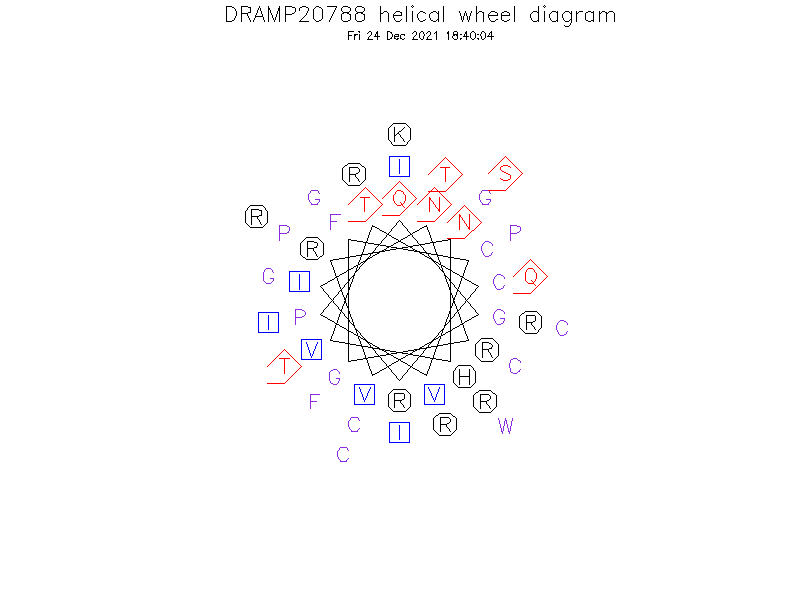 DRAMP20788 helical wheel diagram
Fri 24 Dec 2021 18:40:04
K
I
R T S
G T Q N G
R F N
P P
R C
G I C Q
I P G R C
V R
T G H C
F V R V R
C I R W
C